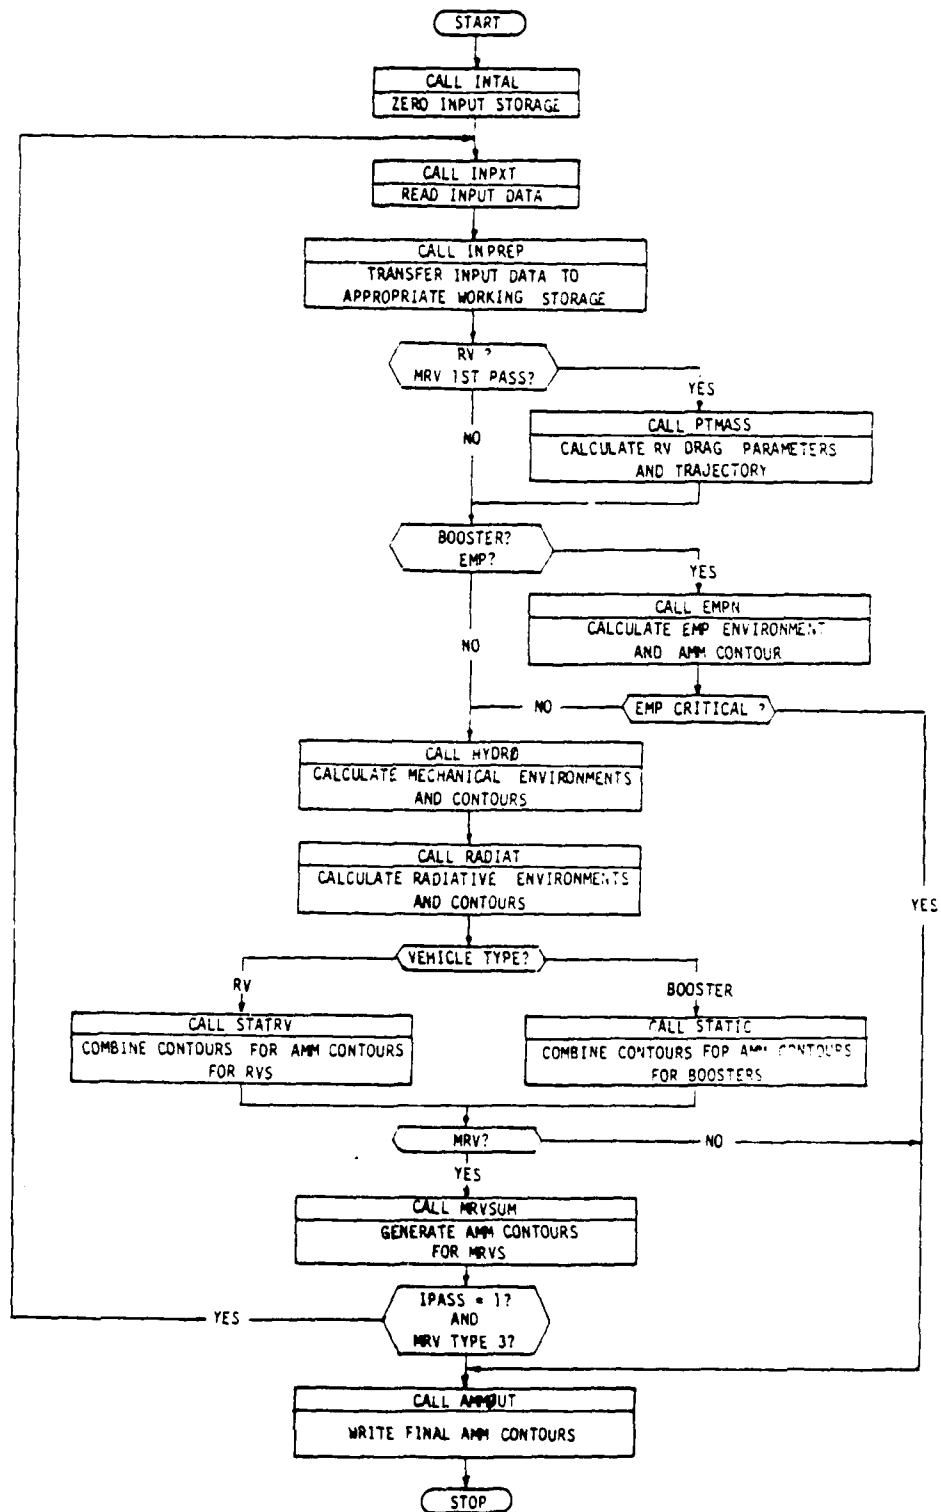 START
CALL INTAL
ZERO INPUT STORAGE
CALL INPXT
READ INPUT DATA
CALL INPREP
TRANSFER INPUT DATA TO
APPROPRIATE WORKING STORAGE
RV ?
MRV 1ST PASS?
YES
NO
CALL PTMASS
CALCULATE RV DRAG PARAMETERS
AND TRAJECTORY
BOOSTER?
EMP?
YES
NO
CALL EMPN
CALCULATE EMP ENVIRONMENT
AND AMM CONTOUR
NO
EMP CRITICAL ?
CALL HYDRØ
CALCULATE MECHANICAL ENVIRONMENTS
AND CONTOURS
CALL RADIAT
CALCULATE RADIATIVE ENVIRONMENTS
AND CONTOURS
YES
VEHICLE TYPE?
RV
BOOSTER
CALL STATRV
COMBINE CONTOURS FOR AMM CONTOURS
FOR RVS
CALL STATIC
COMBINE CONTOURS FOR AMM CONTOURS
FOR BOOSTERS
MRV?
NO
YES
CALL MRVSUM
GENERATE AMM CONTOURS
FOR MRVS
IPASS = 1?
AND
MRV TYPE 3?
YES
CALL AMMØUT
WRITE FINAL AMM CONTOURS
STOP